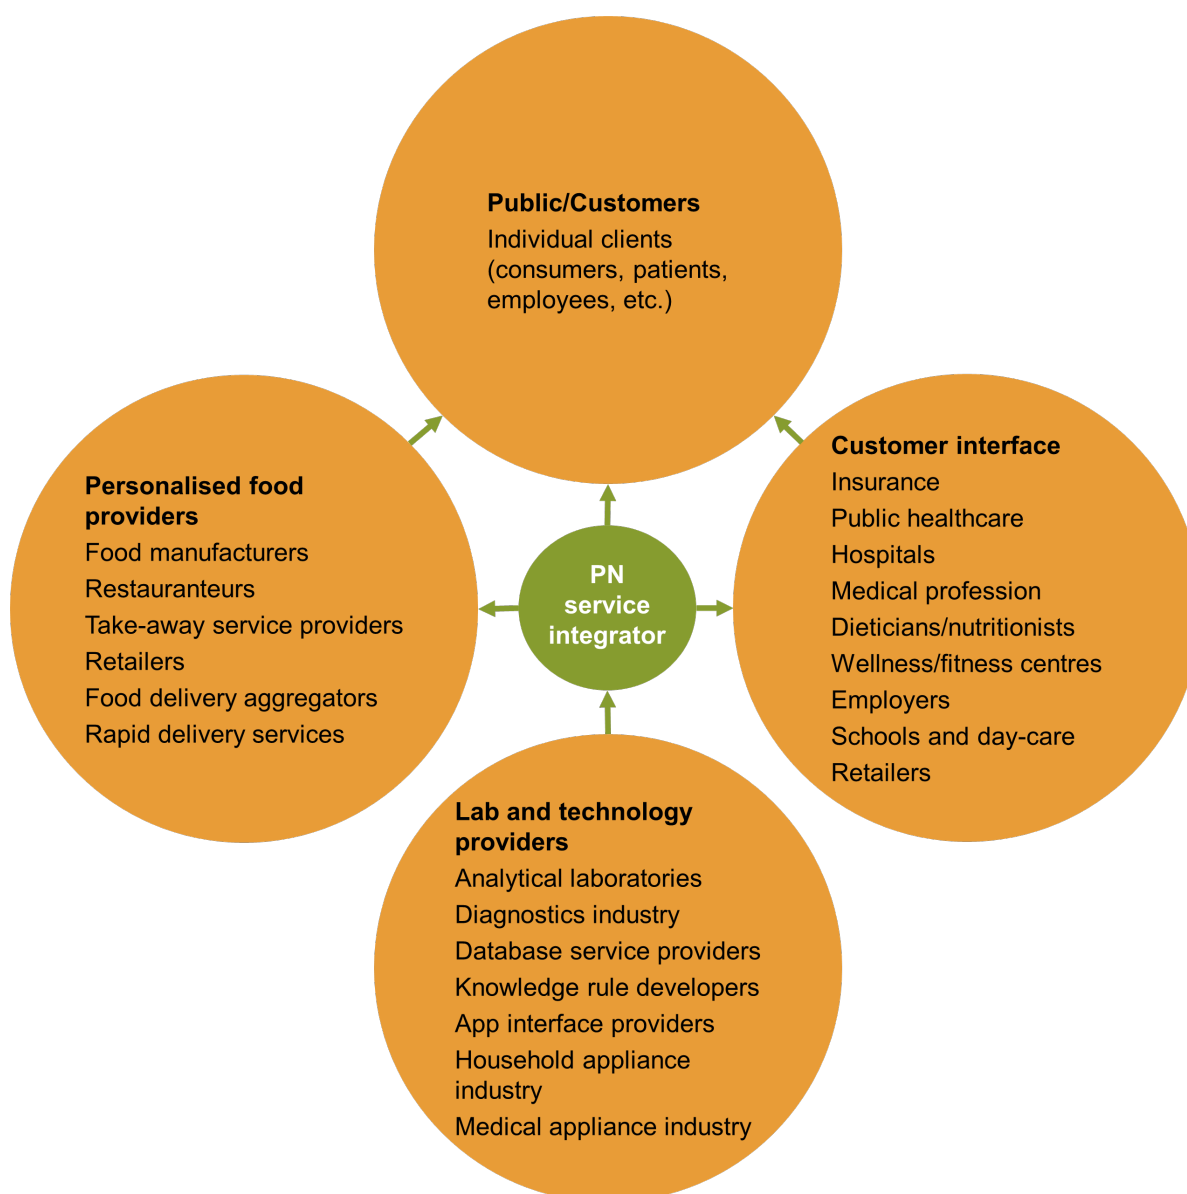 Public/Customers
Individual clients
(consumers, patients,
employees, etc.)
Personalised food
providers
Food manufacturers
Restauranteurs
Take-away service providers
Retailers
Food delivery aggregators
Rapid delivery services
PN
service
integrator
Customer interface
Insurance
Public healthcare
Hospitals
Medical profession
Dieticians/nutritionists
Wellness/fitness centres
Employers
Schools and day-care
Retailers
Lab and technology
providers
Analytical laboratories
Diagnostics industry
Database service providers
Knowledge rule developers
App interface providers
Household appliance
industry
Medical appliance industry